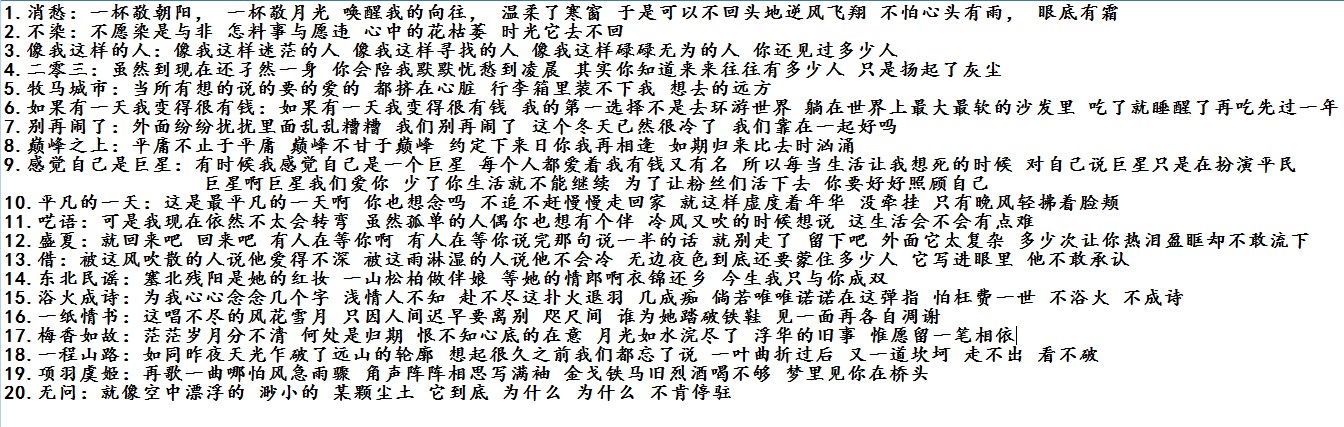 1.消愁：一杯敬朝阳， 一杯敬月光 唤醒我的向往， 温柔了寒窗 于是可以不回头地逆风飞翔 不怕心头有雨， 眼底有霜
2.不染：不愿染是与非 怎料事与愿违 心中的花枯萎 时光它去不回
3.像我这样的人：像我这样迷茫的人 像我这样寻找的人 像我这样碌碌无为的人 你还见过多少人
4.二零三：虽然到现在还孑然一身 你会陪我默默忧愁到凌晨 其实你知道来来往往有多少人 只是扬起了灰尘
5.牧马城市：当所有想的说的要的爱的 都挤在心脏 行李箱里装不下我 想去的远方
6.如果有一天我变得很有钱：如果有一天我变得很有钱 我的第一选择不是去环游世界 躺在世界上最大最软的沙发里 吃了就睡醒了再吃先过一年
7.别再闹了：外面纷纷扰扰里面乱乱糟糟 我们别再闹了 这个冬天已然很冷了 我们靠在一起好吗
8.巅峰之上：平庸不止于平庸 巅峰不甘于巅峰 约定下来日你我再相逢 如期归来比去时汹涌
9.感觉自己是巨星：有时候我感觉自己是一个巨星 每个人都爱着我有钱又有名 所以每当生活让我想死的时候 对自己说巨星只是在扮演平民
巨星啊巨星我们爱你 少了你生活就不能继续 为了让粉丝们活下去 你要好好照顾自己
10.平凡的一天：这是最平凡的一天啊 你也想念吗 不追不赶慢慢走回家 就这样虚度着年华 没牵挂 只有晚风轻拂着脸颊
11.呓语：可是我现在依然不太会转弯 虽然孤单的人偶尔也想有个伴 冷风又吹的时候想说 这生活会不会有点难
12.盛夏：就回来吧 回来吧 有人在等你啊 有人在等你说完那句说一半的话 就别走了 留下吧 外面它太复杂 多少次让你热泪盈眶却不敢流下
13.借：被这风吹散的人说他爱得不深 被这雨淋湿的人说他不会冷 无边夜色到底还要蒙住多少人 它写进眼里 他不敢承认
14.东北民谣：塞北残阳是她的红妆 一山松柏做伴娘 等她的情郎啊衣锦还乡 今生我只与你成双
15.浴火成诗：为我心心念念几个字 浅情人不知 赴不尽这扑火退羽 几成痴 倘若唯唯诺诺在这弹指 怕枉费一世 不浴火 不成诗
16.一纸情书：这唱不尽的风花雪月 只因人间迟早要离别 咫尺间 谁为她踏破铁鞋 见一面再各自凋谢
17.梅香如故：茫茫岁月分不清 何处是归期 恨不知心底的在意 月光如水浣尽了 浮华的旧事 惟愿留一笔相依
18.一程山路：如同昨夜天光乍破了远山的轮廓 想起很久之前我们都忘了说 一叶曲折过后 又一道坎坷 走不出 看不破
19.项羽虞姬：再歌一曲哪怕风急雨骤 角声阵阵相思写满袖 金戈铁马旧烈酒喝不够 梦里见你在桥头
20.无问：就像空中漂浮的 渺小的 某颗尘土 它到底 为什么 为什么 不肯停驻